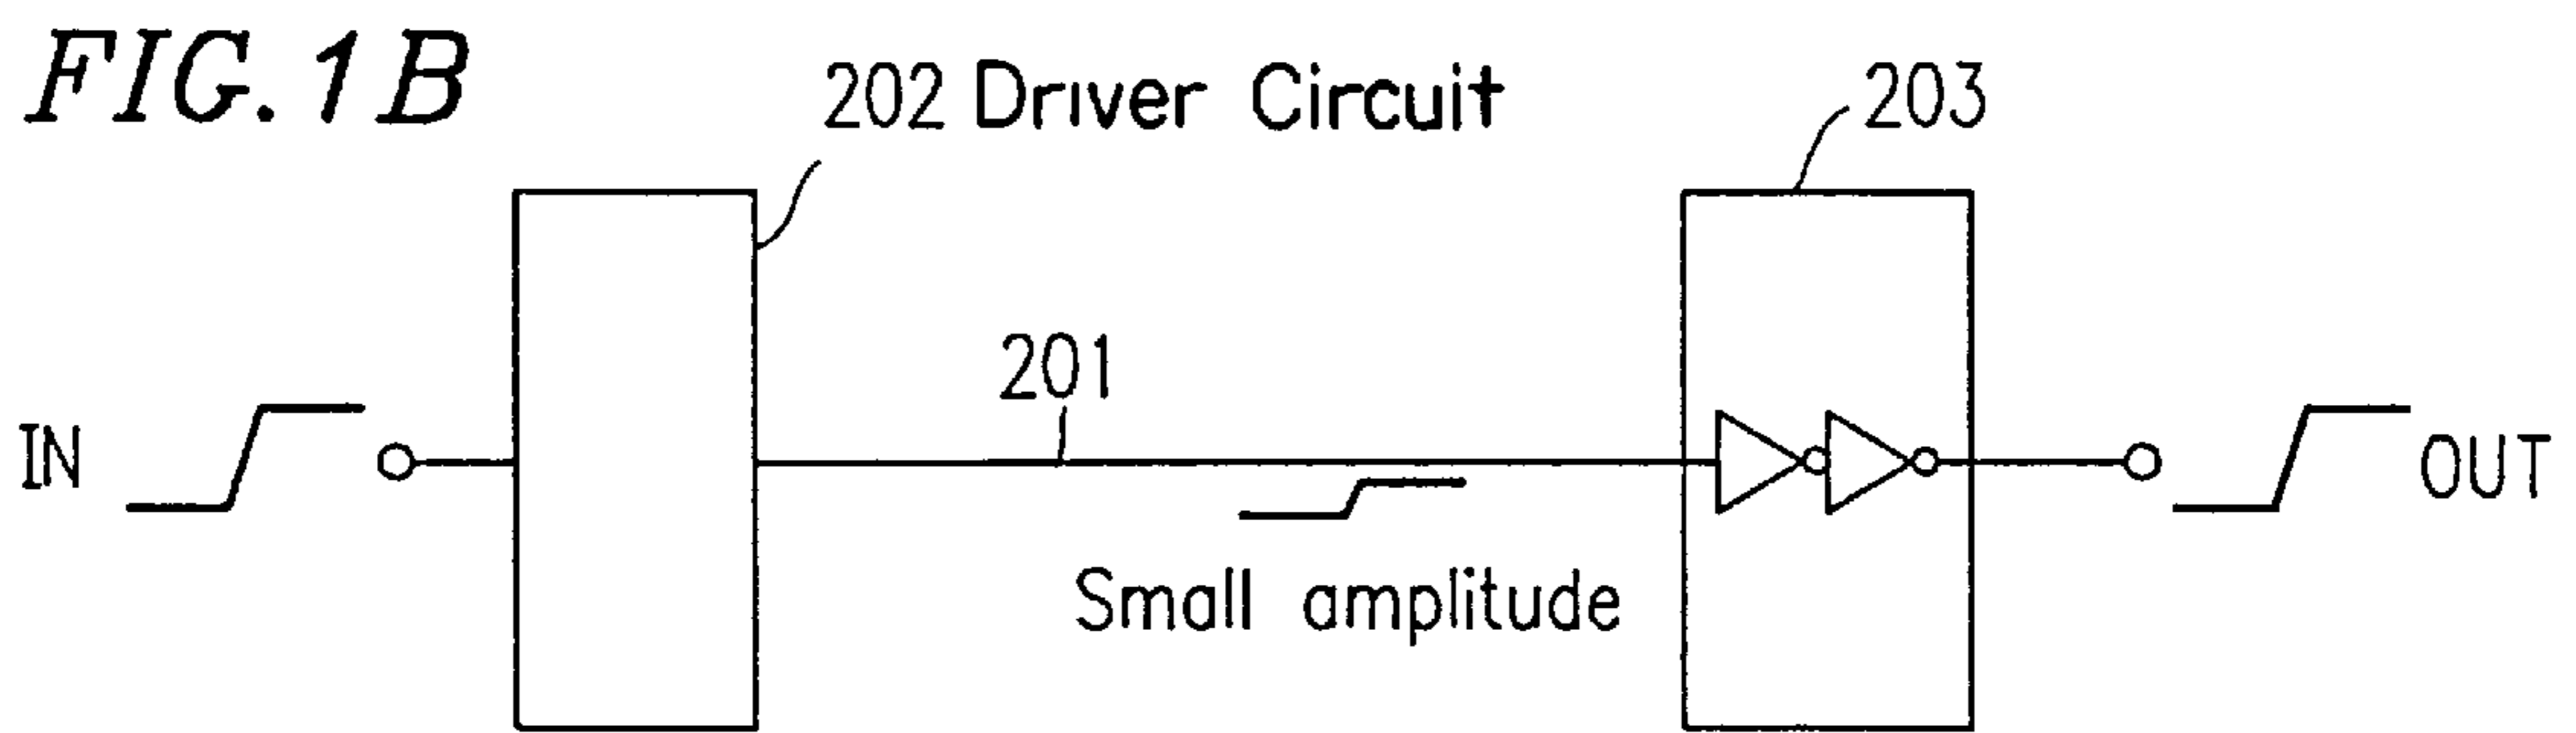 FIG. 1B
202 Driver Circuit
203
201
IN
OUT
Small amplitude